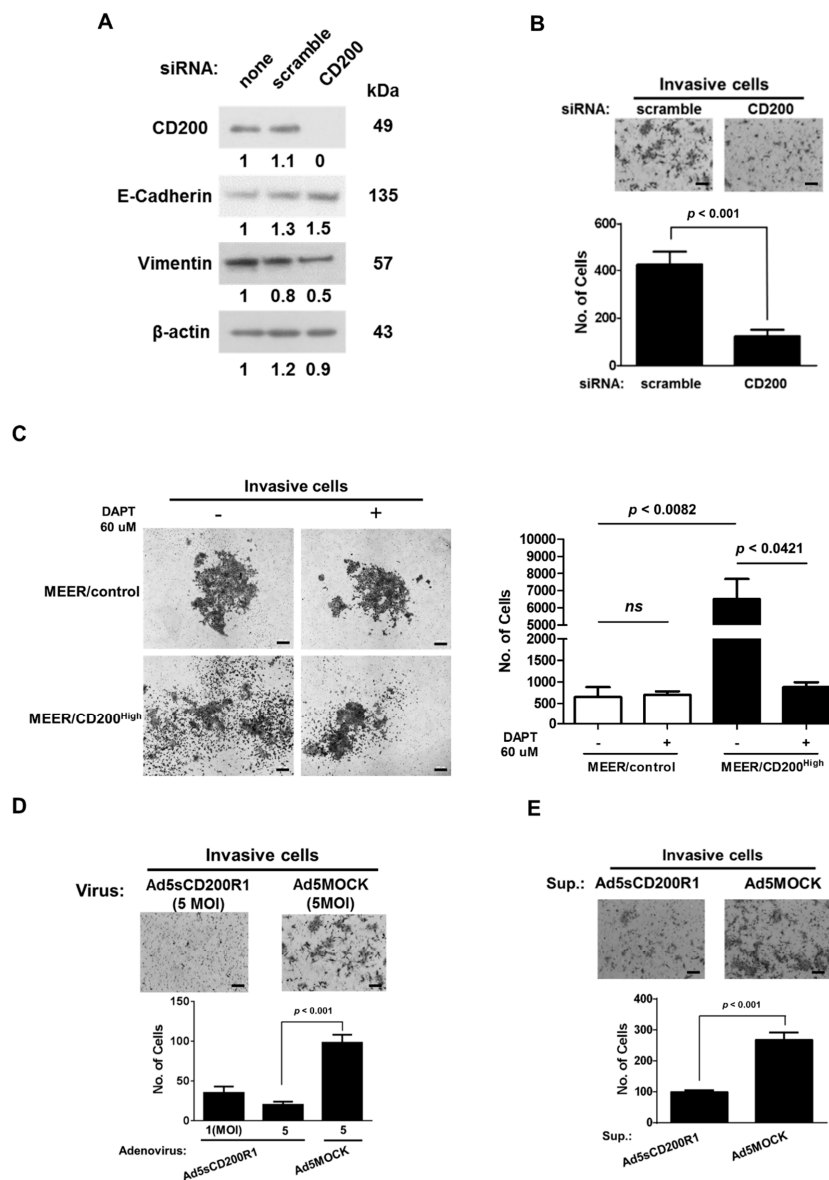 A
siRNA:
none
scramble
CD200
kDa
CD200
49
1 1.1 0
E-Cadherin
135
1 1.3 1.5
Vimentin
57
1 0.8 0.5
β-actin
43
1 1.2 0.9
B
Invasive cells
siRNA: scramble CD200
p < 0.001
600
400
200
0
No. of Cells
siRNA: scramble CD200
C
Invasive cells
DAPT
60 uM
- +
MEER/control
MEER/CD200High
p < 0.0082
p < 0.0421
ns
10000
9000
8000
7000
6000
5000
2000
1500
1000
500
0
No. of Cells
DAPT
60 uM
- + - +
MEER/control MEER/CD200High
D
Invasive cells
Virus:
Ad5sCD200R1
(5 MOI)
Ad5MOCK
(5MOI)
p < 0.001
150
100
50
0
No. of Cells
1(MOI) 5 5
Adenovirus:
Ad5sCD200R1
Ad5MOCK
E
Invasive cells
Sup.: Ad5sCD200R1 Ad5MOCK
p < 0.001
400
300
200
100
0
No. of Cells
Sup.:
Ad5sCD200R1
Ad5MOCK